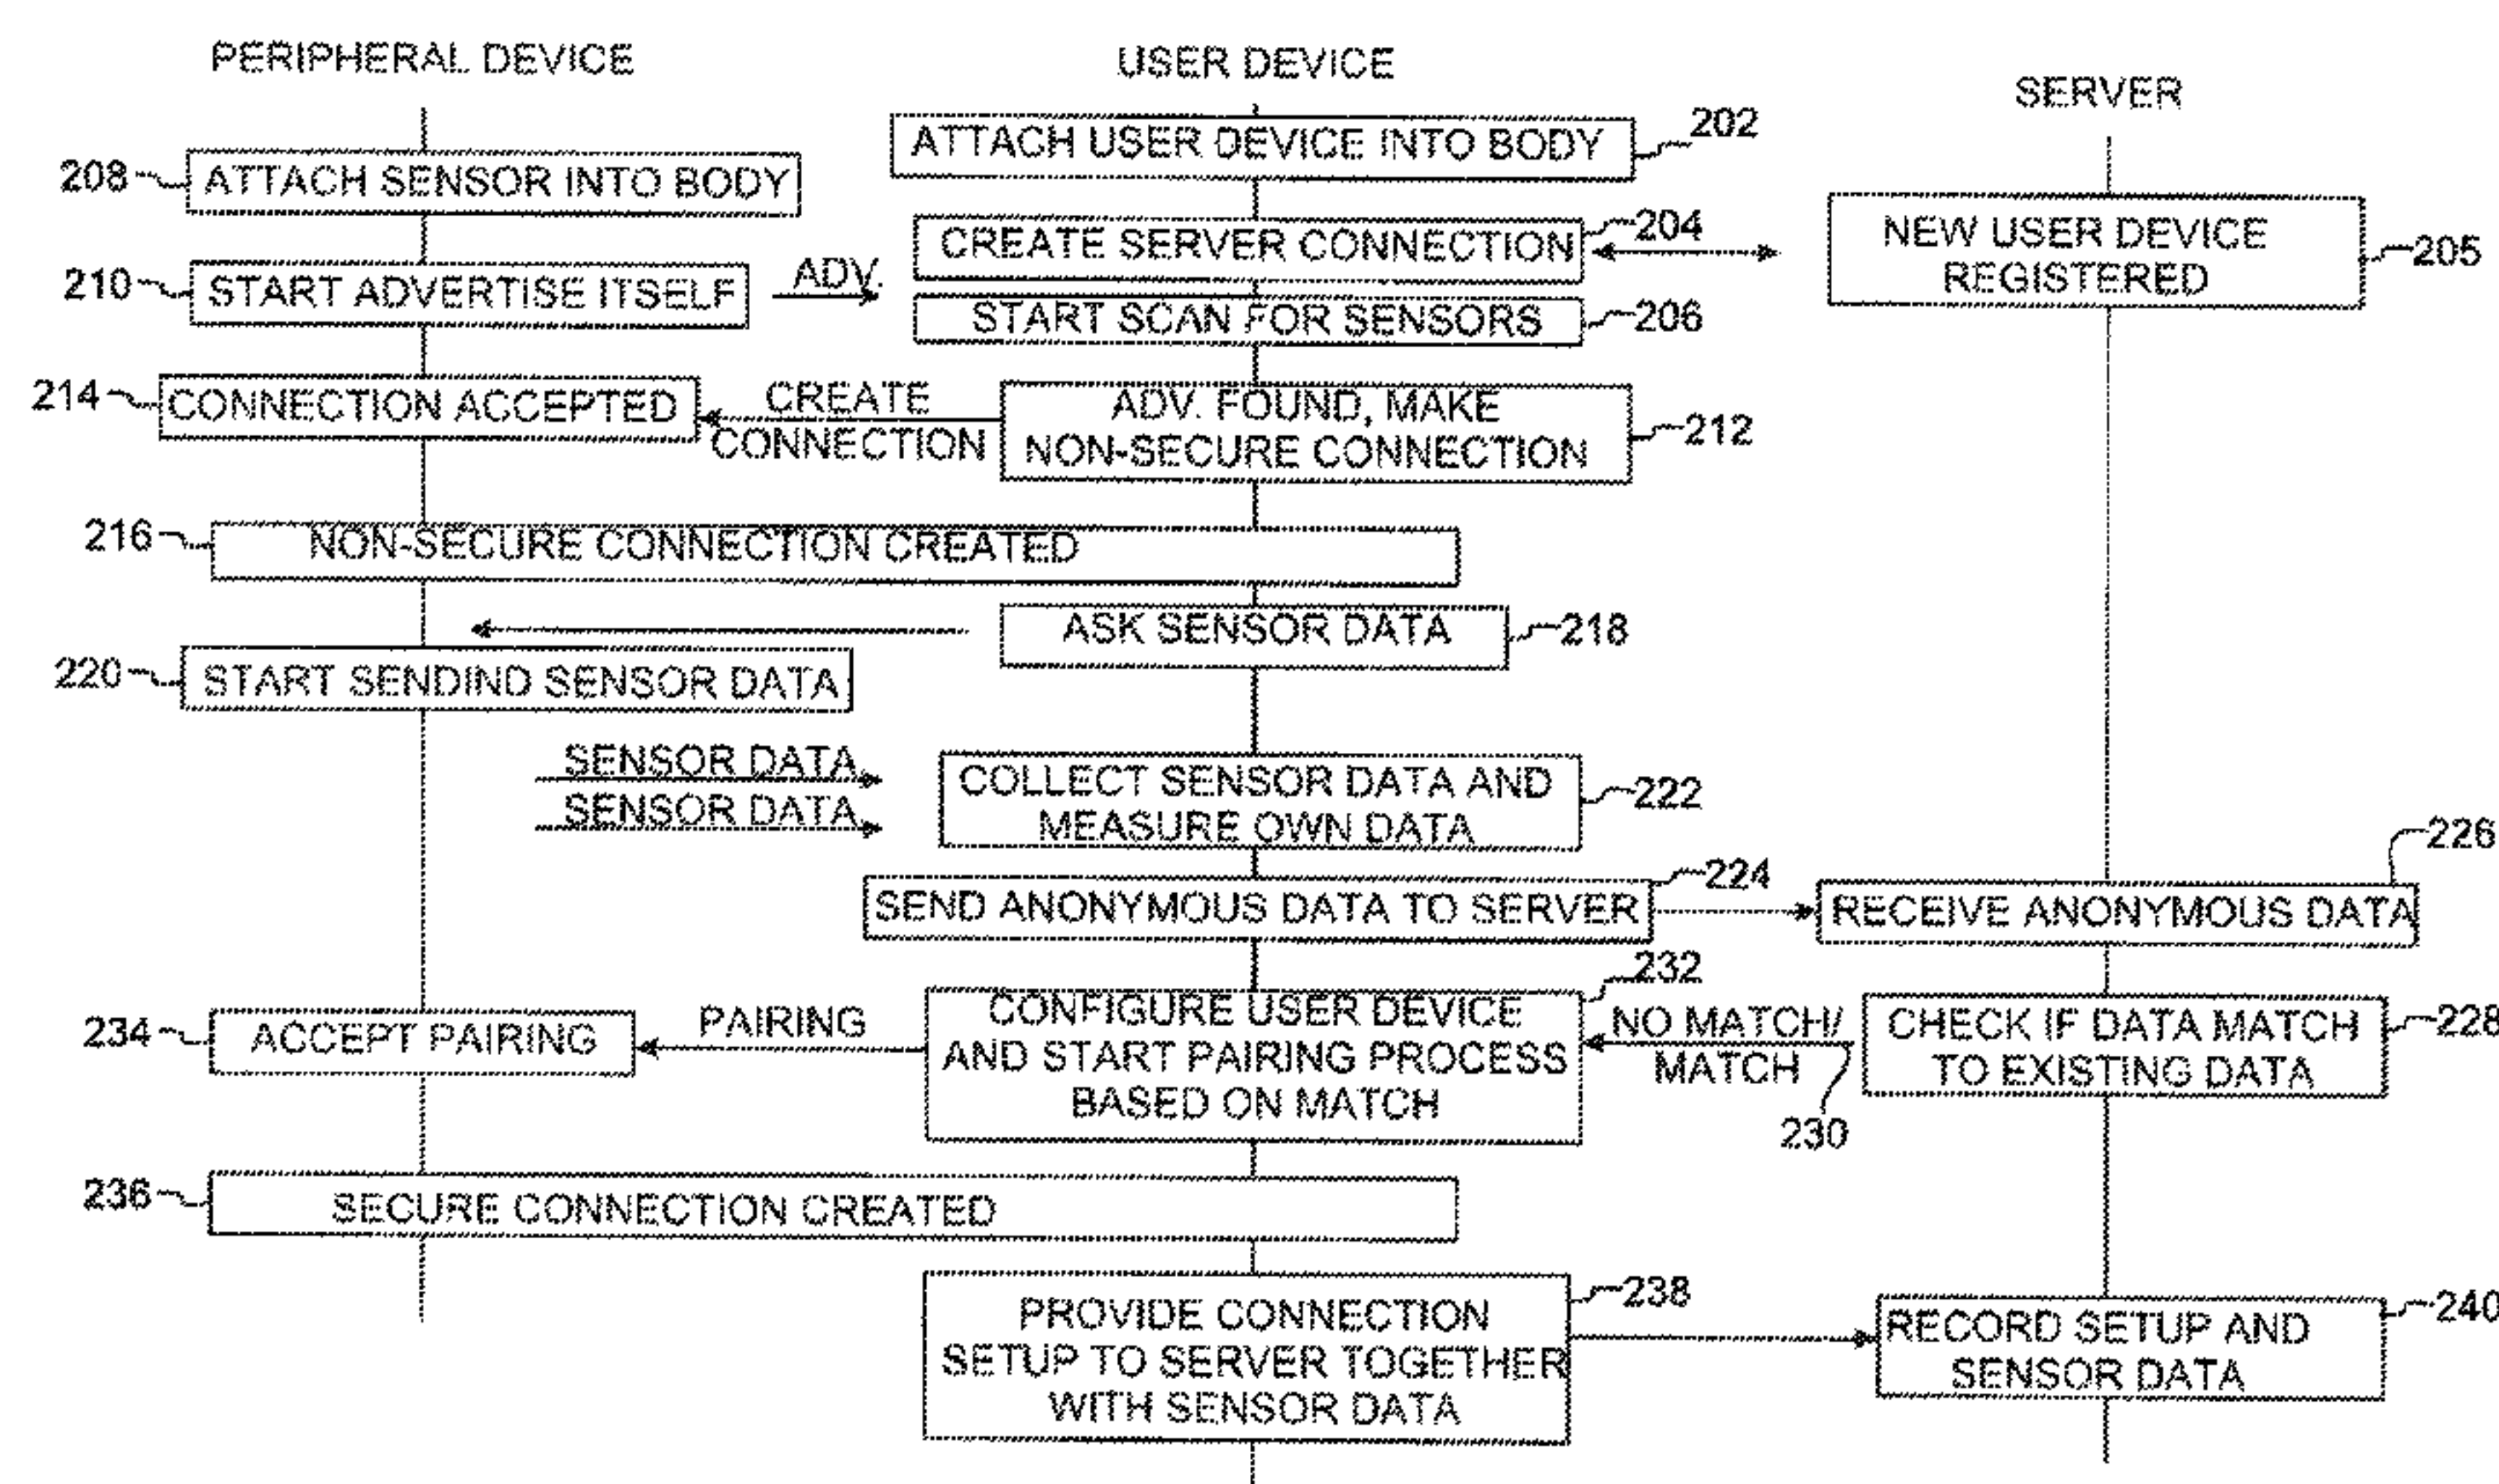 PERIPHERAL DEVICE
USER DEVICE
SERVER
ATTACH USER DEVICE INTO BODY
202
208
ATTACH SENSOR INTO BODY
CREATE SERVER CONNECTION
204
NEW USER DEVICE
REGISTERED
205
210
START ADVERTISE ITSELF
ADV.
START SCAN FOR SENSORS
206
214
CONNECTION ACCEPTED
CREATE
CONNECTION
ADV. FOUND, MAKE
NON-SECURE CONNECTION
212
216
NON-SECURE CONNECTION CREATED
ASK SENSOR DATA
218
220
START SENDIND SENSOR DATA
SENSOR DATA
SENSOR DATA
COLLECT SENSOR DATA AND
MEASURE OWN DATA
222
SEND ANONYMOUS DATA TO SERVER
224
RECEIVE ANONYMOUS DATA
226
234
ACCEPT PAIRING
PAIRING
CONFIGURE USER DEVICE
AND START PAIRING PROCESS
BASED ON MATCH
232
NO MATCH/
MATCH
230
CHECK IF DATA MATCH
TO EXISTING DATA
228
236
SECURE CONNECTION CREATED
PROVIDE CONNECTION
SETUP TO SERVER TOGETHER
WITH SENSOR DATA
238
RECORD SETUP AND
SENSOR DATA
240